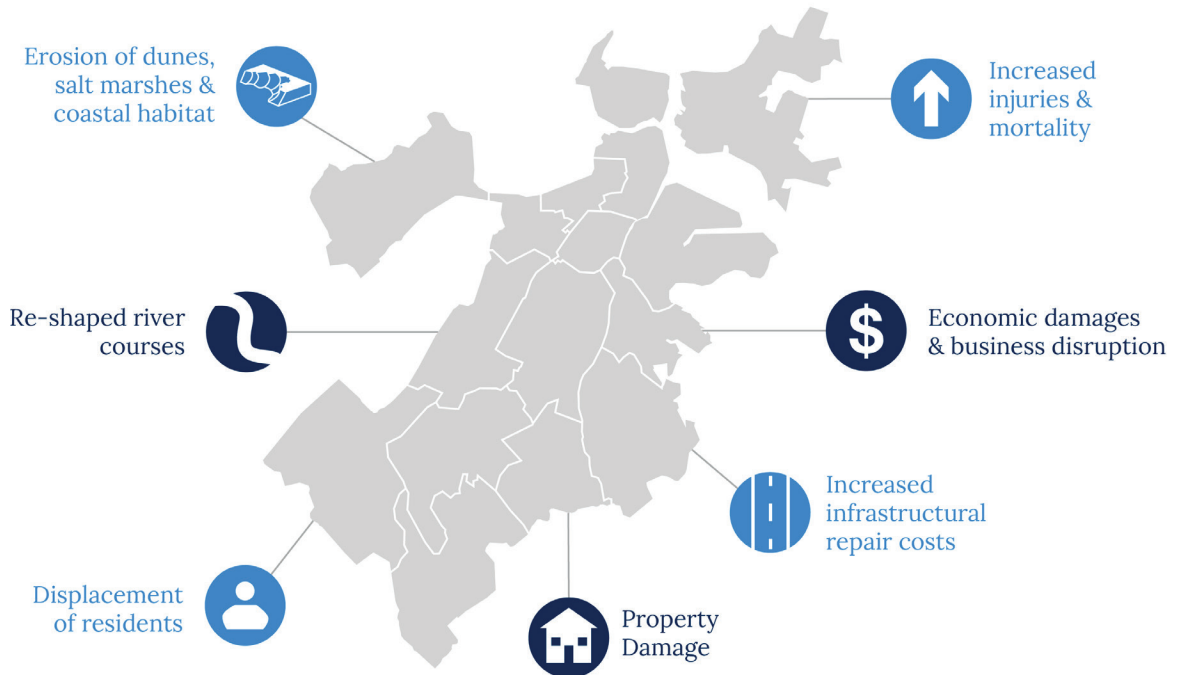 Erosion of dunes,
salt marshes &
coastal habitat
Increased
injuries &
mortality
Re-shaped river
courses
$
Economic damages
& business disruption
Increased
infrastructural
repair costs
Displacement
of residents
Property
Damage